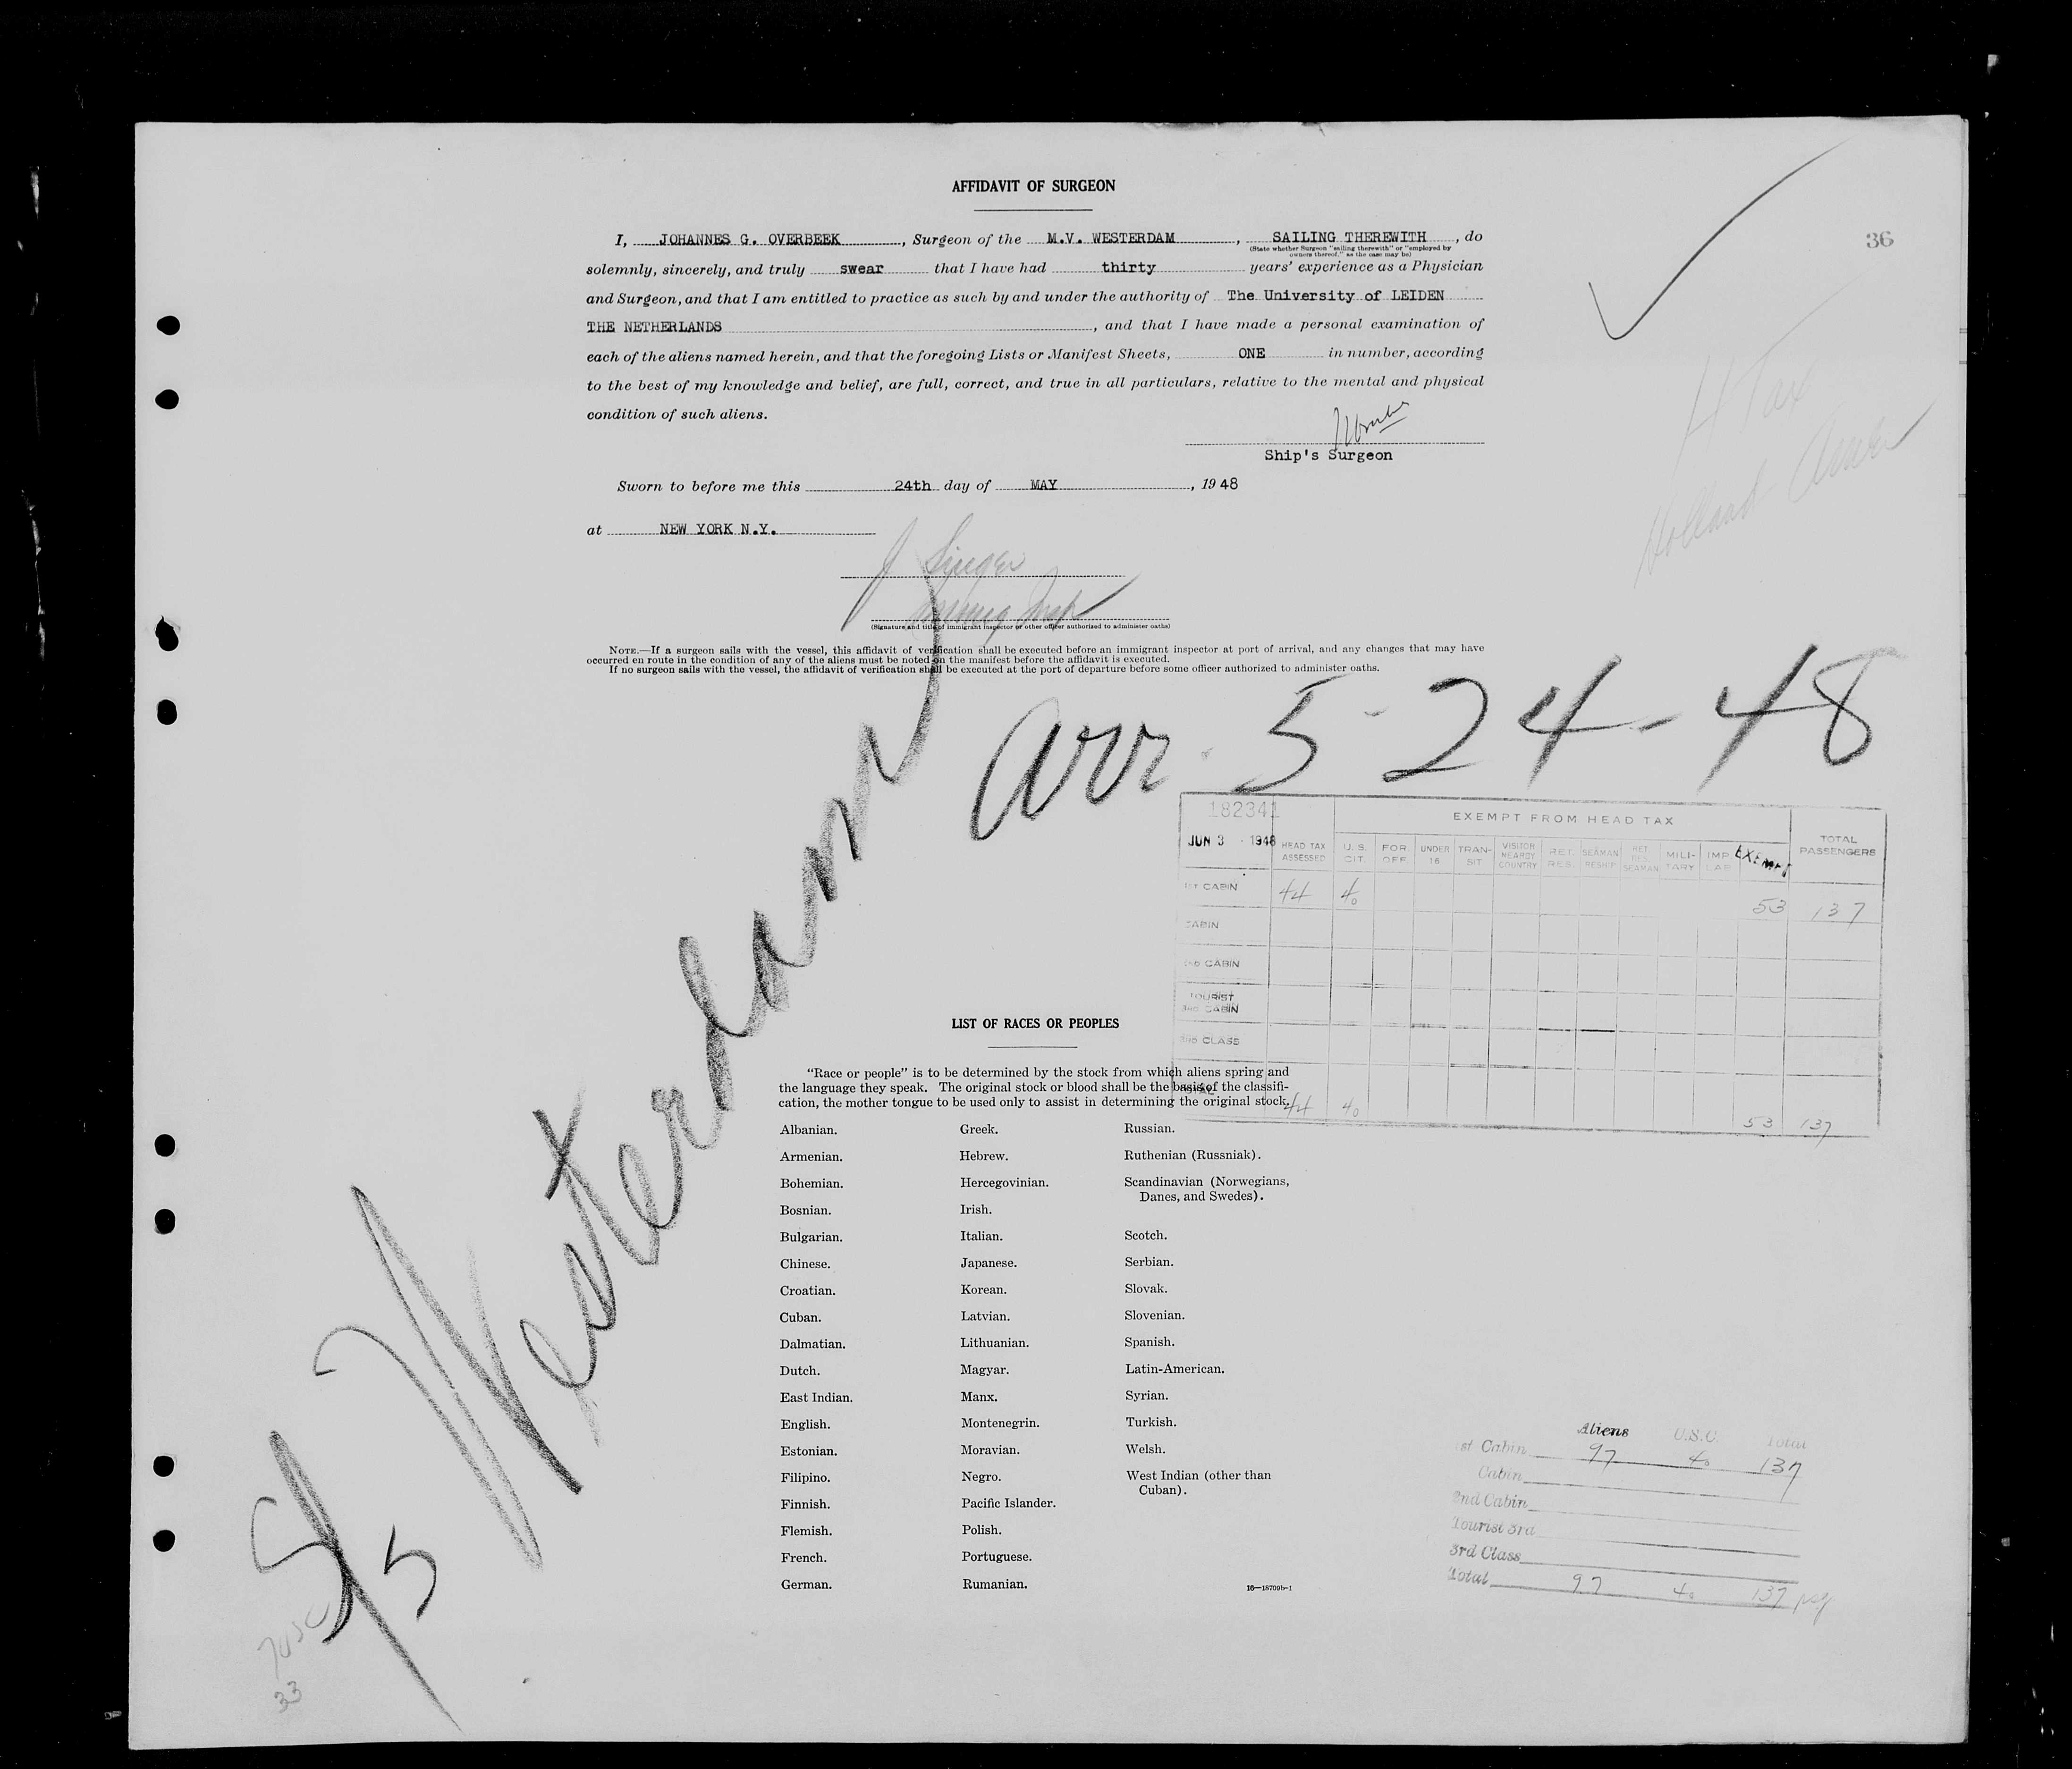 AFFIDAVIT OF SURGEON
36
I, JOHANNES G. OVERBEEK, Surgeon of the M.V. WESTERDAM, SAILING THEREWITH, do
(State whether Surgeon "sailing therewith" or "employed by
owners thereof," as the case may be)
solemnly, sincerely, and truly swear that I have had thirty years' experience as a Physician
and Surgeon, and that I am entitled to practice as such by and under the authority of The University of LEIDEN
THE NETHERLANDS, and that I have made a personal examination of
each of the aliens named herein, and that the foregoing Lists or Manifest Sheets, ONE in number, according
to the best of my knowledge and belief, are full, correct, and true in all particulars, relative to the mental and physical
condition of such aliens.
H Tax
Holland Amer
Ship's Surgeon
Sworn to before me this 24th day of MAY, 1948
at NEW YORK N.Y.
J Singer
Immig Insp
(Signature and title of immigrant inspector or other officer authorized to administer oaths)
NOTE.—If a surgeon sails with the vessel, this affidavit of verification shall be executed before an immigrant inspector at port of arrival, and any changes that may have
occurred en route in the condition of any of the aliens must be noted on the manifest before the affidavit is executed.
If no surgeon sails with the vessel, the affidavit of verification shall be executed at the port of departure before some officer authorized to administer oaths.
arr. 5-24-48
Westerdam
182341
JUN 3 1948
EXEMPT FROM HEAD TAX
HEAD TAX ASSESSED U.S. CIT. FOR. OFF. UNDER 16 TRANSIT VISITOR NEARBY COUNTRY RET. RES. SEAMAN RESHIP RET. RES. SEAMAN MILITARY IMP. LAB. EXEMPT TOTAL PASSENGERS
1ST CABIN 44 40 53 137
CABIN
2ND CABIN
TOURIST
3RD CABIN
3RD CLASS
TOTAL 44 40 53 137
LIST OF RACES OR PEOPLES
"Race or people" is to be determined by the stock from which aliens spring and
the language they speak. The original stock or blood shall be the basis of the classifi-
cation, the mother tongue to be used only to assist in determining the original stock.
Albanian. Greek. Russian.
Armenian. Hebrew. Ruthenian (Russniak).
Bohemian. Hercegovinian. Scandinavian (Norwegians,
Danes, and Swedes).
Bosnian. Irish.
Bulgarian. Italian. Scotch.
Chinese. Japanese. Serbian.
Croatian. Korean. Slovak.
Cuban. Latvian. Slovenian.
Dalmatian. Lithuanian. Spanish.
Dutch. Magyar. Latin-American.
East Indian. Manx. Syrian.
English. Montenegrin. Turkish.
Estonian. Moravian. Welsh.
Filipino. Negro. West Indian (other than
Cuban).
Finnish. Pacific Islander.
Flemish. Polish.
French. Portuguese.
German. Rumanian.
16—18709b-1
Aliens U.S.C. Total
1st Cabin 97 40 137
Cabin
2nd Cabin
Tourist 3rd
3rd Class
Total 97 40 137
5
33